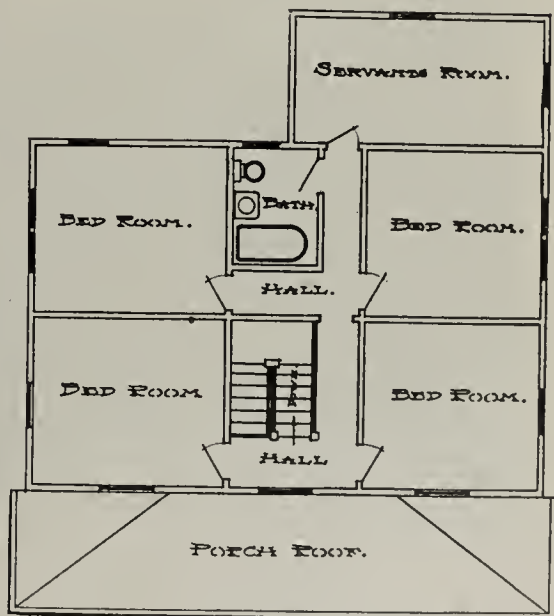 SERVANTS ROOM.
BED ROOM.
BATH.
BED ROOM.
HALL.
BED ROOM
BED ROOM.
HALL
PORCH ROOF.